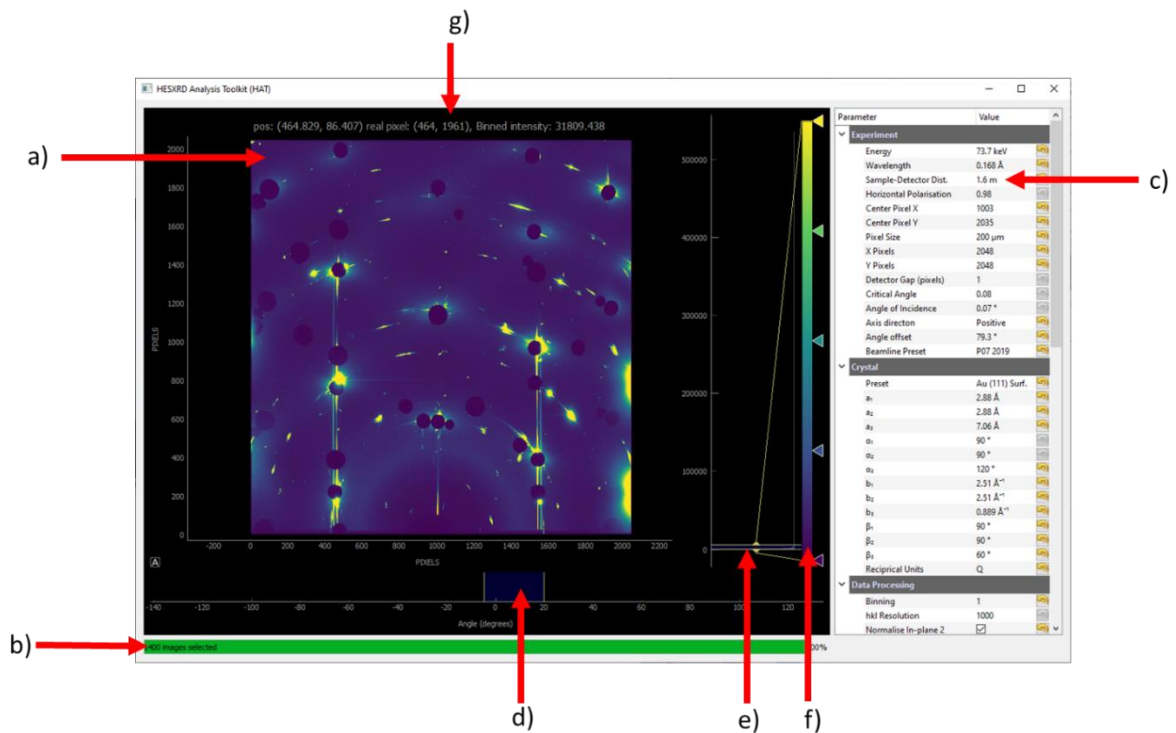 g)
HESXRD Analysis Toolkit (HAT)
pos: (464.829, 86.407) real pixel: (464, 1961), Binned intensity: 31809.438
a)
2000
1800
1600
1400
1200
1000
800
600
400
200
0
PIXELS
-200 0 200 400 600 800 1000 1200 1400 1600 1800 2000 2200
PIXELS
A
500000
400000
300000
200000
100000
0
-140 -120 -100 -80 -60 -40 -20 0 20 40 60 80 100 120
Angle (degrees)
b)
400 images selected
00%
d)
e)
f)
c)
Parameter Value
Experiment
Energy 73.7 keV
Wavelength 0.168 Å
Sample-Detector Dist. 1.6 m
Horizontal Polarisation 0.98
Center Pixel X 1003
Center Pixel Y 2035
Pixel Size 200 μm
X Pixels 2048
Y Pixels 2048
Detector Gap (pixels) 1
Critical Angle 0.08
Angle of Incidence 0.07 °
Axis directon Positive
Angle offset 79.3 °
Beamline Preset P07 2019
Crystal
Preset Au (111) Surf.
a₁ 2.88 Å
a₂ 2.88 Å
a₃ 7.06 Å
α₁ 90 °
α₂ 90 °
α₃ 120 °
b₁ 2.51 Å⁻¹
b₂ 2.51 Å⁻¹
b₃ 0.889 Å⁻¹
β₁ 90 °
β₂ 90 °
β₃ 60 °
Reciprical Units Q
Data Processing
Binning 1
hkl Resolution 1000
Normalise In-plane 2